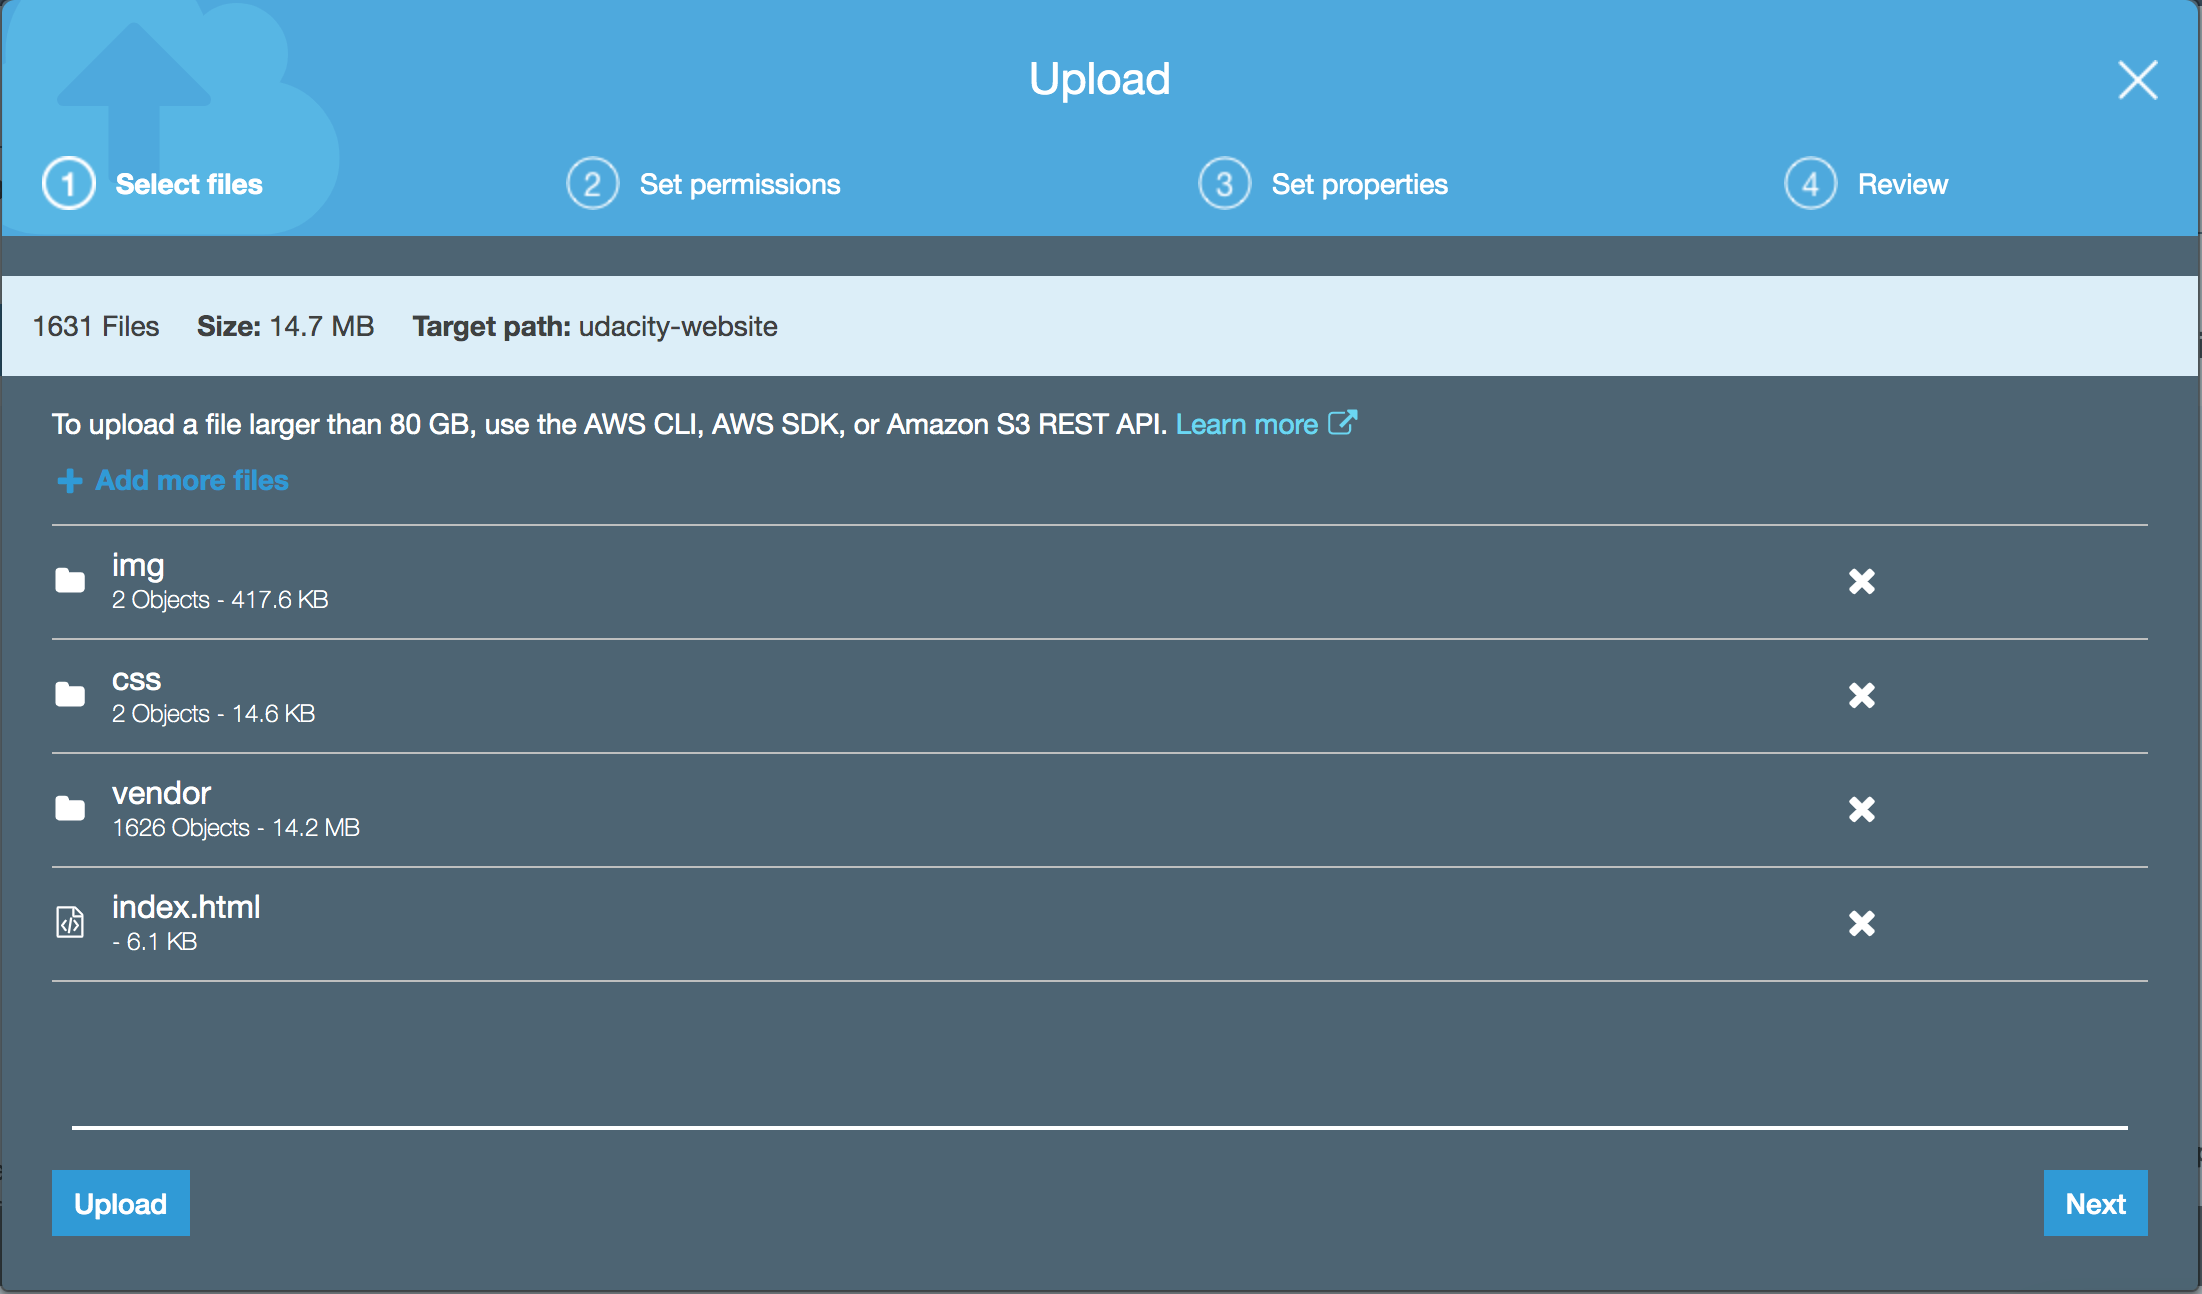 Upload
1 Select files
2 Set permissions
3 Set properties
4 Review
1631 Files Size: 14.7 MB Target path: udacity-website
To upload a file larger than 80 GB, use the AWS CLI, AWS SDK, or Amazon S3 REST API. Learn more
+ Add more files
img
2 Objects - 417.6 KB
css
2 Objects - 14.6 KB
vendor
1626 Objects - 14.2 MB
index.html
- 6.1 KB
Upload
Next